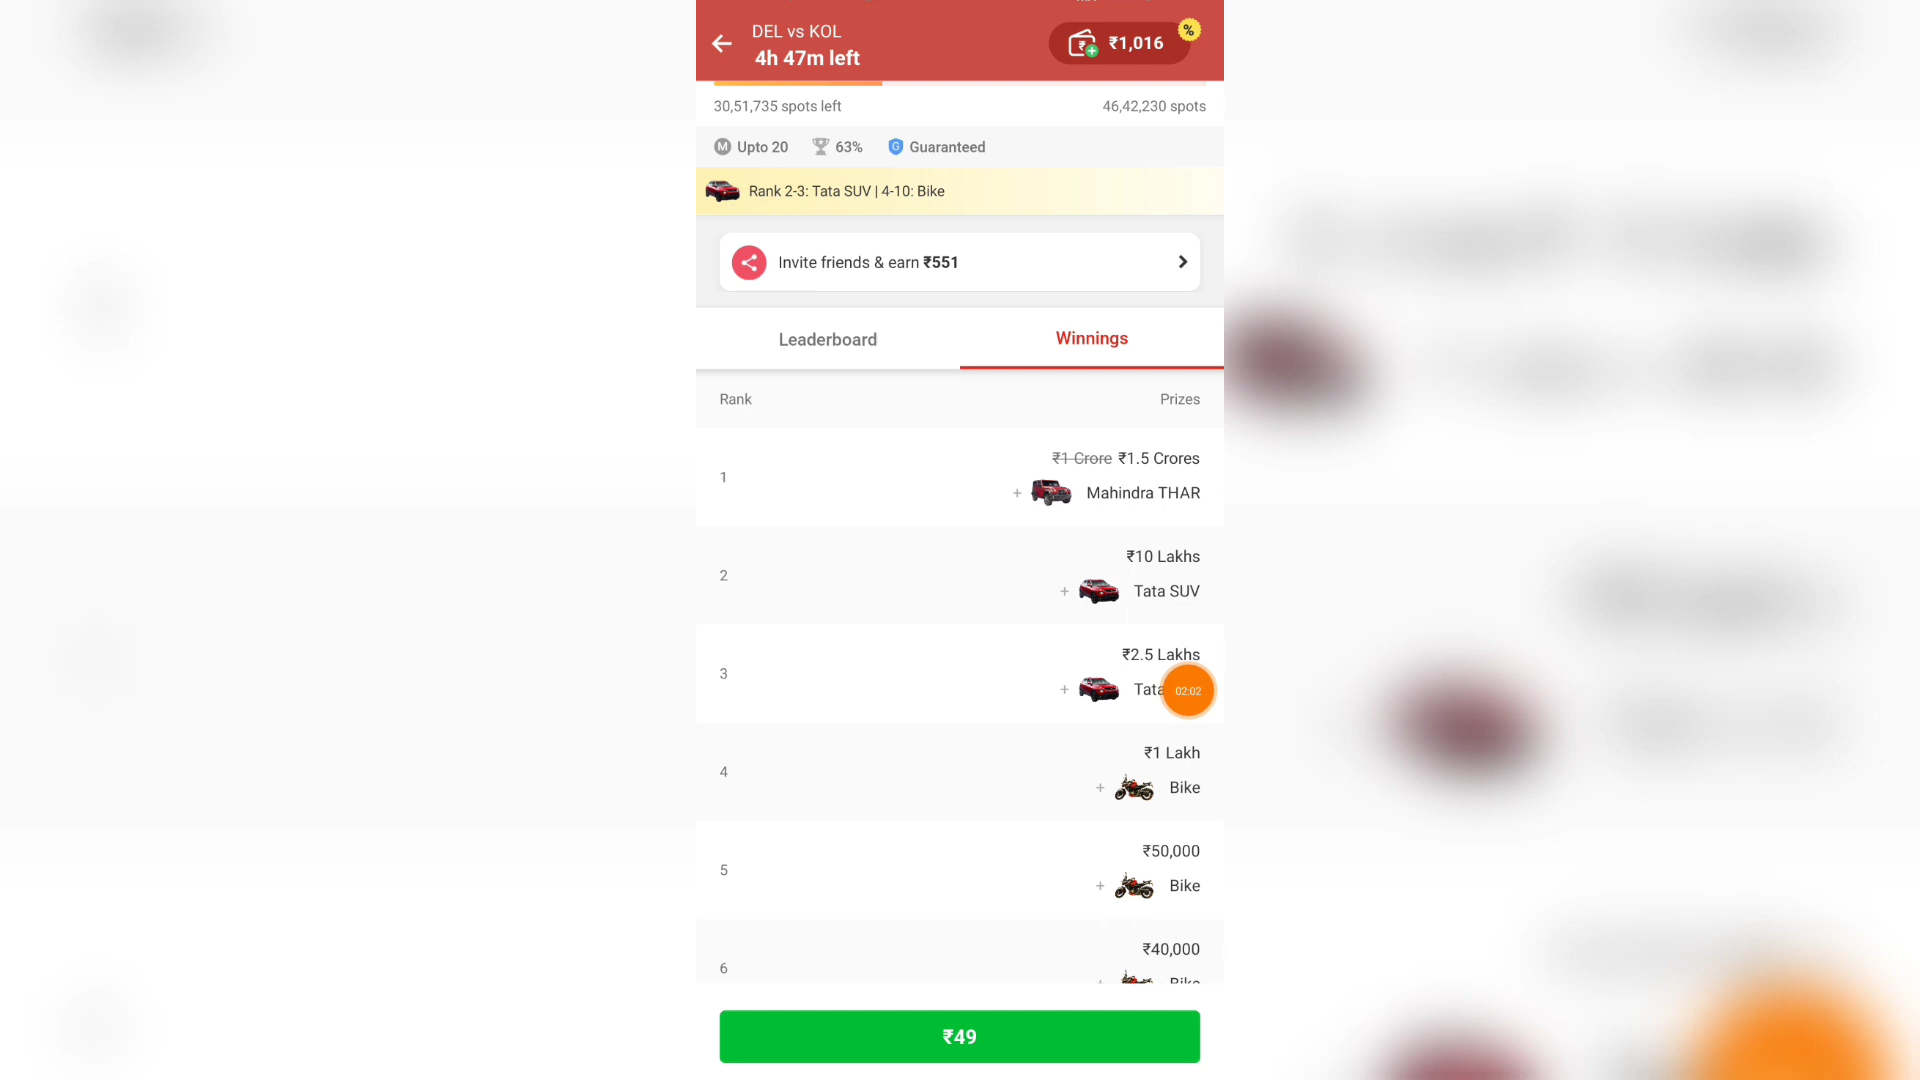 DEL vs KOL
4h 47m left
₹1,016
%
30,51,735 spots left
46,42,230 spots
M Upto 20
63%
G Guaranteed
Rank 2-3: Tata SUV | 4-10: Bike
Invite friends & earn ₹551
Leaderboard
Winnings
Rank
Prizes
1
₹1 Crore ₹1.5 Crores
+ Mahindra THAR
2
₹10 Lakhs
+ Tata SUV
3
₹2.5 Lakhs
+ Tata
02:02
4
₹1 Lakh
+ Bike
5
₹50,000
+ Bike
6
₹40,000
+ Bike
₹49